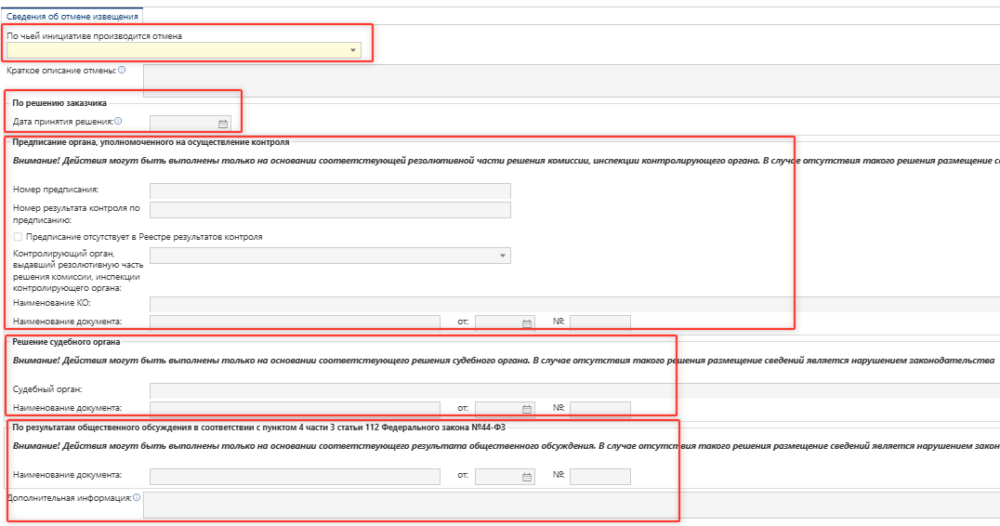 Сведения об отмене извещения
По чьей инициативе производится отмена
Краткое описание отмены:
По решению заказчика
Дата принятия решения:
Предписание органа, уполномоченного на осуществление контроля
Внимание! Действия могут быть выполнены только на основании соответствующей резолютивной части решения комиссии, инспекции контролирующего органа. В случае отсутствия такого решения размещение св
Номер предписания:
Номер результата контроля по
предписанию:
Предписание отсутствует в Реестре результатов контроля
Контролирующий орган,
выдавший резолютивную часть
решения комиссии, инспекции
контролирующего органа:
Наименование КО:
Наименование документа: от: №:
Решение судебного органа
Внимание! Действия могут быть выполнены только на основании соответствующего решения судебного органа. В случае отсутствия такого решения размещение сведений является нарушением законодательства
Судебный орган:
Наименование документа: от: №:
По результатам общественного обсуждения в соответствии с пунктом 4 части 3 статьи 112 Федерального закона №44-ФЗ
Внимание! Действия могут быть выполнены только на основании соответствующего результата общественного обсуждения. В случае отсутствия такого решения размещение сведений является нарушением закон
Наименование документа: от: №:
Дополнительная информация: